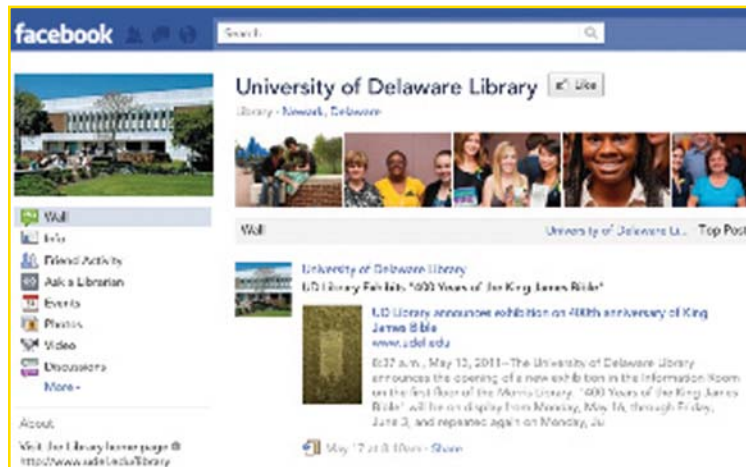 facebook
Search
University of Delaware Library
Like
Library · Newark, Delaware
Wall
Info
Friend Activity
Ask a Librarian
Events
Photos
Video
Discussions
More
About
Visit the Library home page @
http://www.udel.edu/library
Wall University of Delaware Li... Top Post
University of Delaware Library
UD Library Exhibits "400 Years of the King James Bible"
UD Library announces exhibition on 400th anniversary of King
James Bible
www.udel.edu
8:37 a.m., May 13, 2011--The University of Delaware Library
announces the opening of a new exhibition in the Information Room
on the first floor of the Morris Library. "400 Years of the King James
Bible" will be on display from Monday, May 16, through Friday,
June 3, and repeated again on Monday, Ju
May 17 at 8:10am · Share